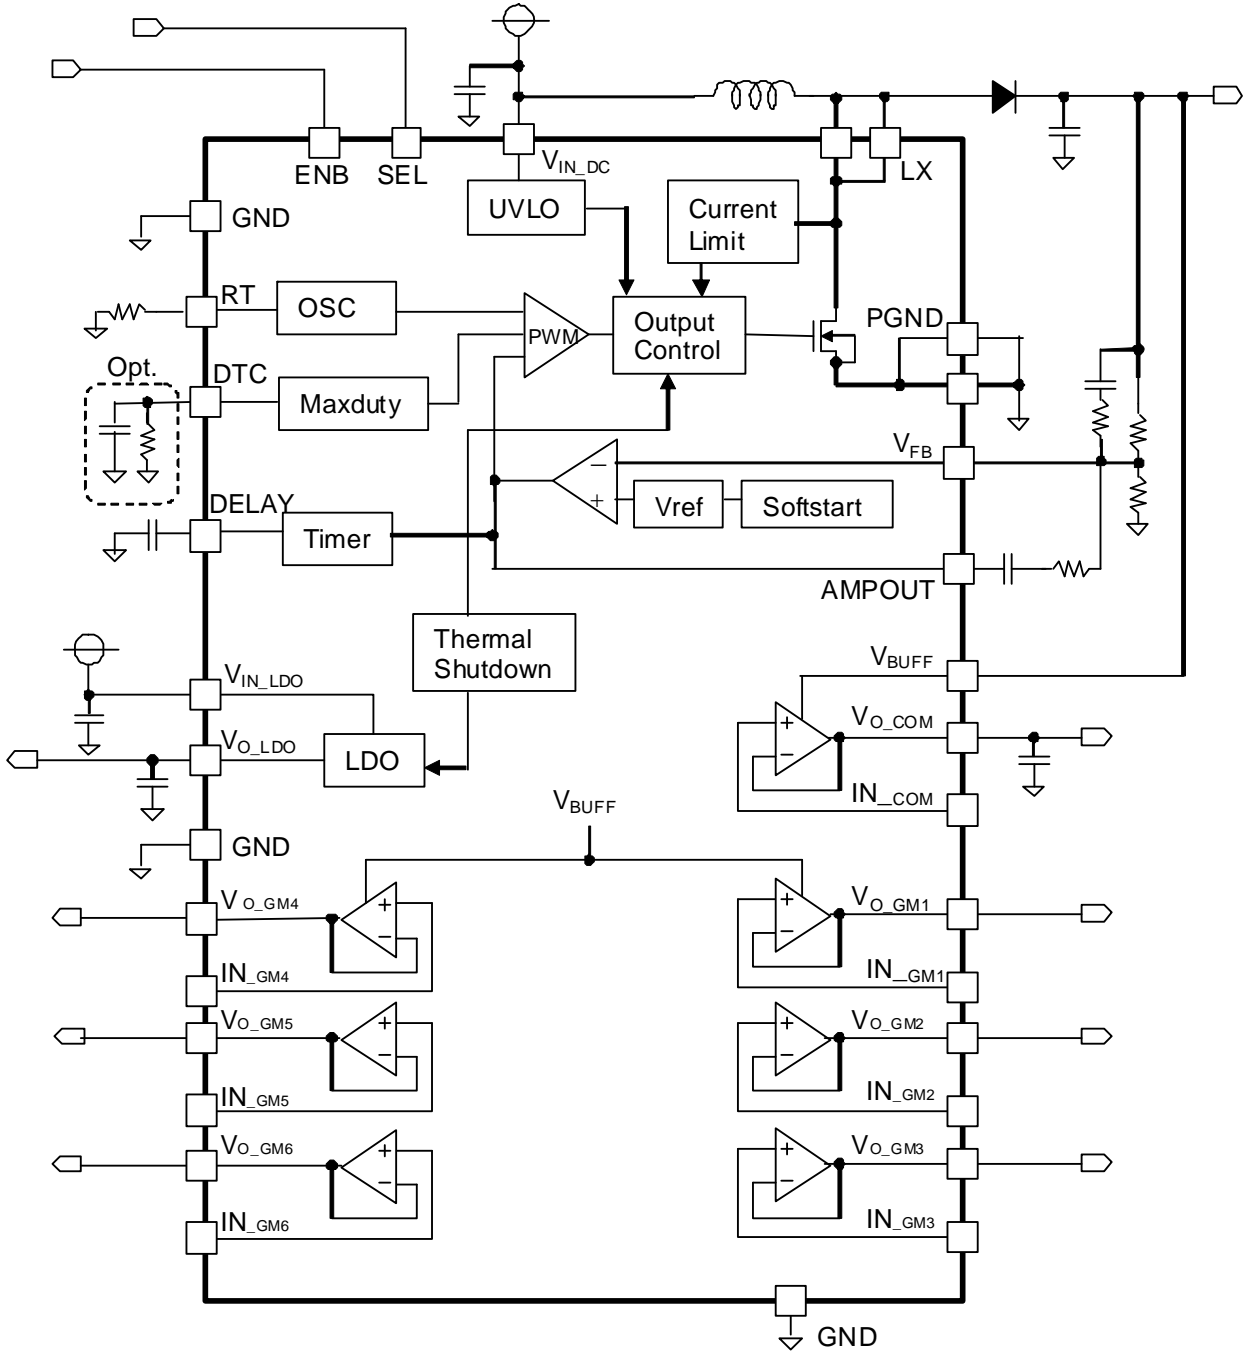 ENB
SEL
V_IN_DC
LX
GND
UVLO
Current
Limit
RT
OSC
PWM
Output
Control
PGND
Opt.
DTC
Maxduty
V_FB
−
+
Vref
Softstart
DELAY
Timer
AMPOUT
Thermal
Shutdown
V_BUFF
V_IN_LDO
V_O_COM
+
−
V_O_LDO
LDO
IN_COM
V_BUFF
GND
V_O_GM4
+
−
IN_GM4
V_O_GM1
+
−
IN_GM1
V_O_GM5
+
−
IN_GM5
V_O_GM2
+
−
IN_GM2
V_O_GM6
+
−
IN_GM6
V_O_GM3
+
−
IN_GM3
GND